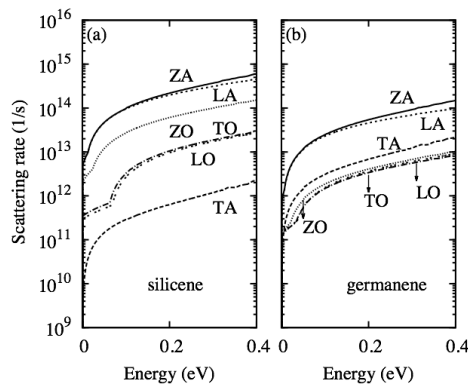 10^16
10^15
10^14
10^13
10^12
10^11
10^10
10^9
Scattering rate (1/s)
(a)
ZA
LA
ZO TO
LO
TA
silicene
0 0.2 0.4
Energy (eV)
(b)
ZA
LA
TA
ZO
TO
LO
germanene
0 0.2 0.4
Energy (eV)